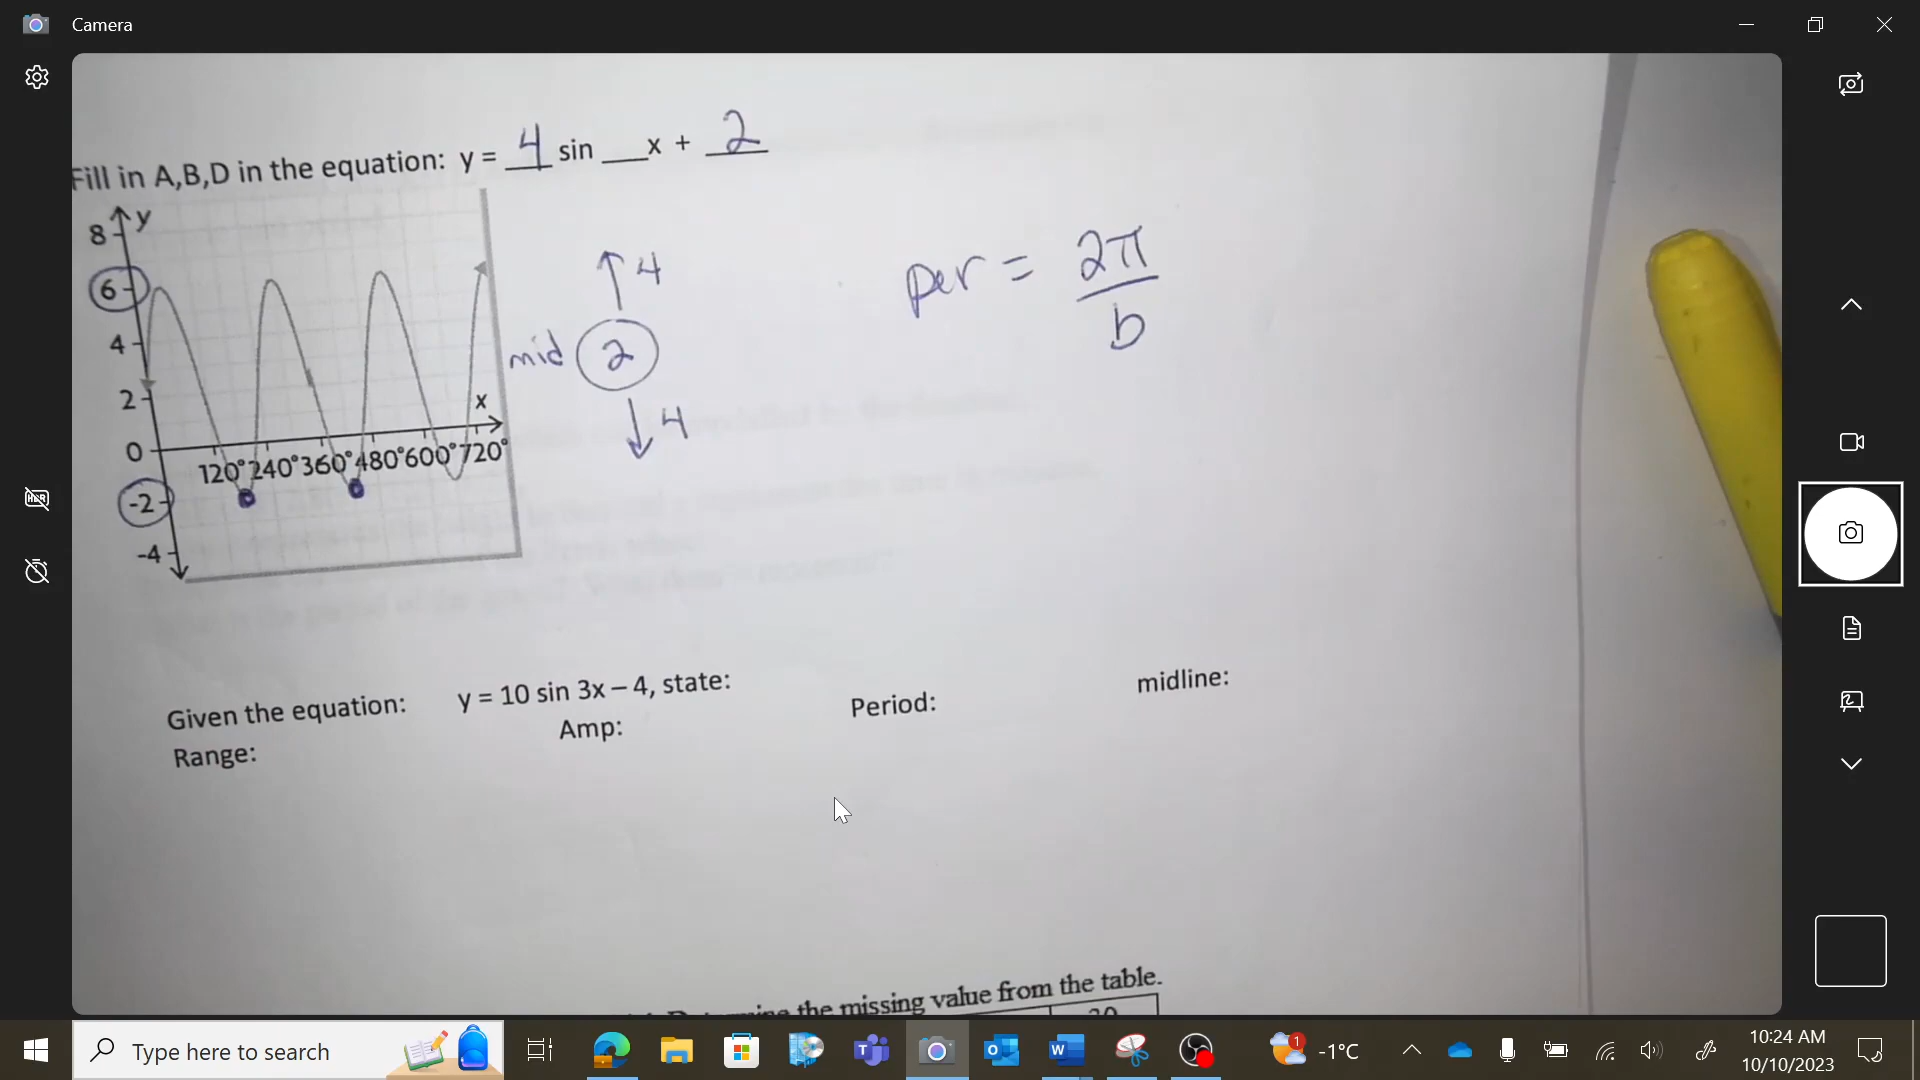 Camera
Fill in A,B,D in the equation: y = 4 sin ___x + 2
8 y
6
4
2
0
-2
-4
x
120° 240° 360° 480° 600° 720°
↑4
mid 2
↓4
per = 2π
b
Given the equation: y = 10 sin 3x – 4, state:
Range: Amp: Period: midline:
the missing value from the table.
20
Type here to search
1
-1°C
10:24 AM
10/10/2023